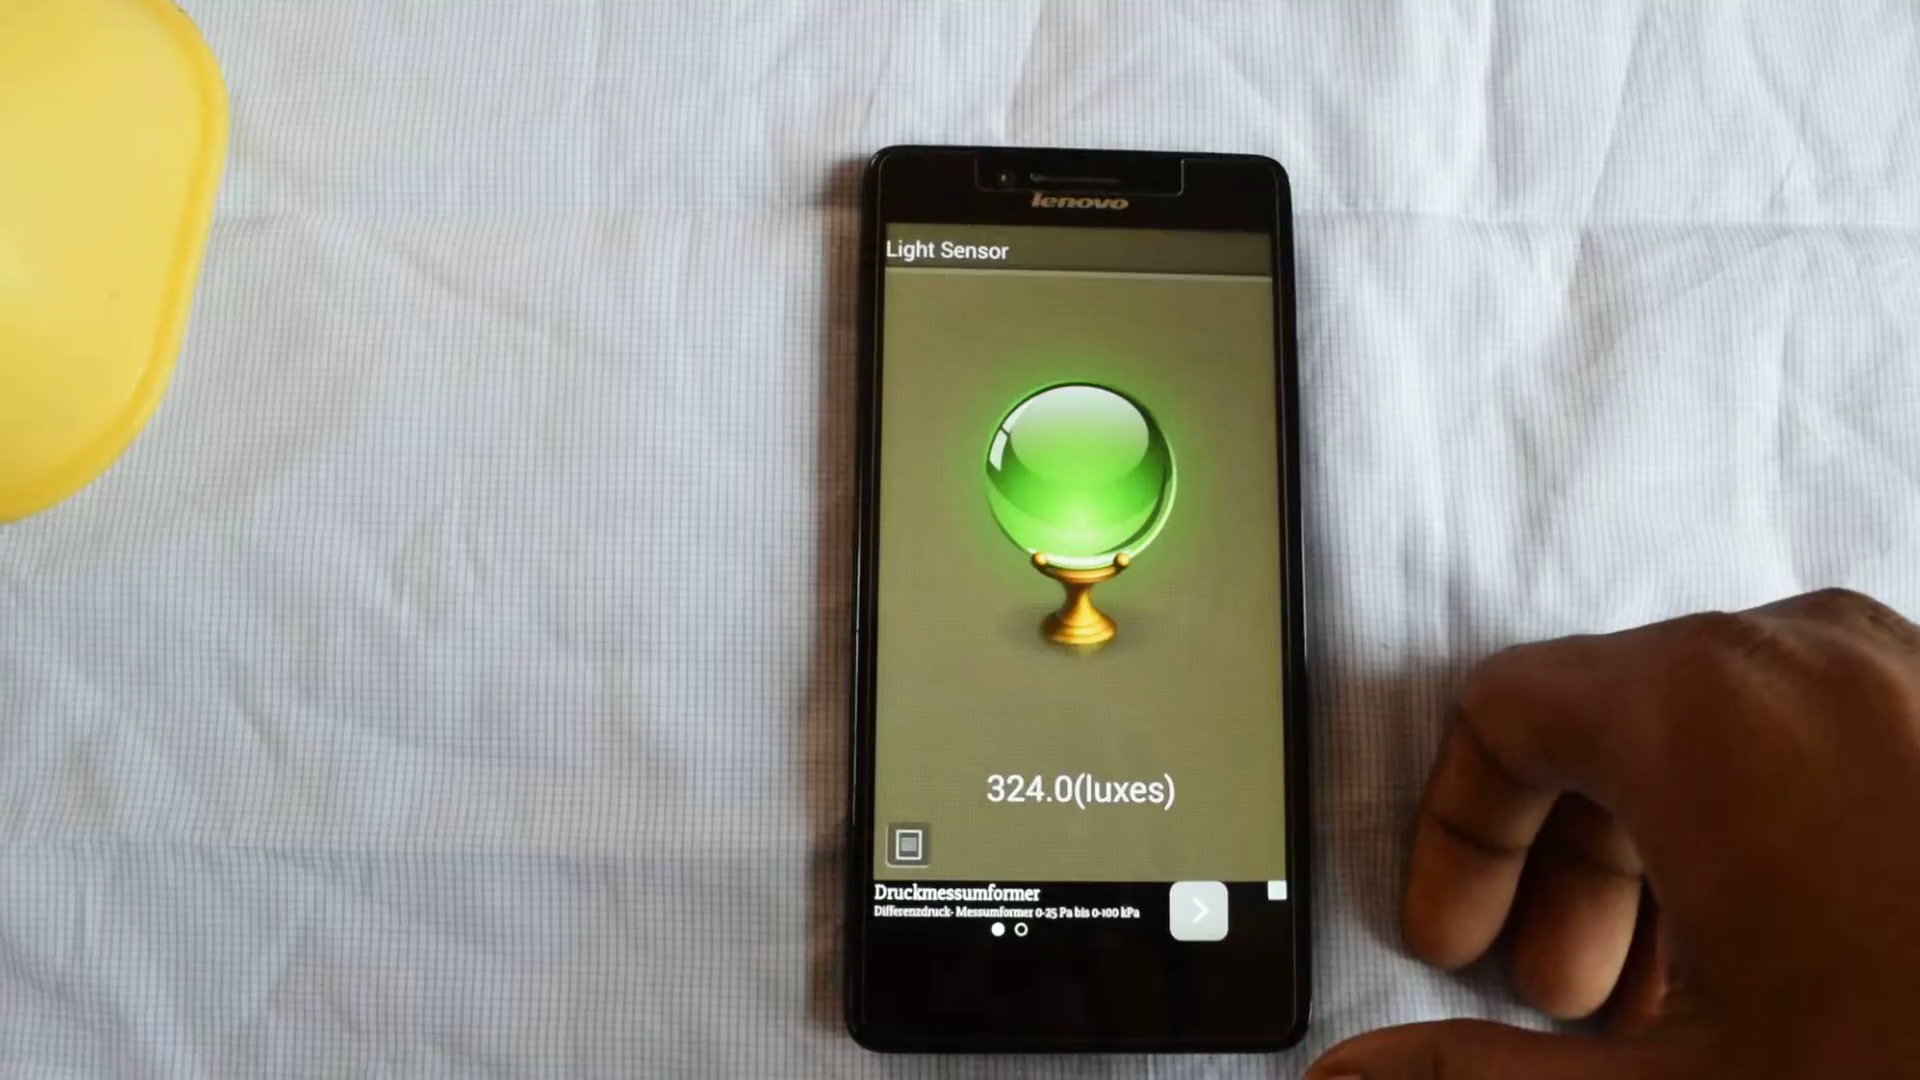 lenovo
Light Sensor
324.0(luxes)
Druckmessumformer
Differenzdruck- Messumformer 0-25 Pa bis 0-100 kPa